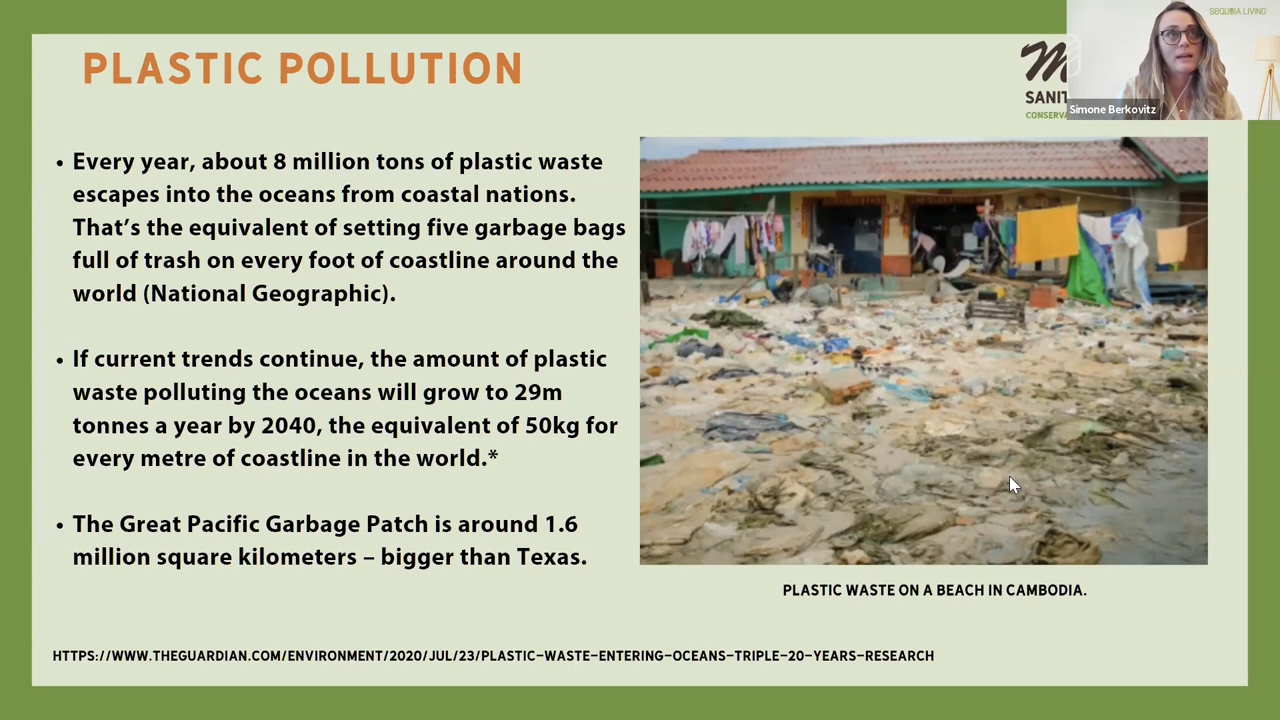 PLASTIC POLLUTION
SEQUOIA LIVING
SANIT
CONSERVA
Simone Berkovitz
• Every year, about 8 million tons of plastic waste
escapes into the oceans from coastal nations.
That’s the equivalent of setting five garbage bags
full of trash on every foot of coastline around the
world (National Geographic).
• If current trends continue, the amount of plastic
waste polluting the oceans will grow to 29m
tonnes a year by 2040, the equivalent of 50kg for
every metre of coastline in the world.*
• The Great Pacific Garbage Patch is around 1.6
million square kilometers – bigger than Texas.
PLASTIC WASTE ON A BEACH IN CAMBODIA.
HTTPS://WWW.THEGUARDIAN.COM/ENVIRONMENT/2020/JUL/23/PLASTIC-WASTE-ENTERING-OCEANS-TRIPLE-20-YEARS-RESEARCH